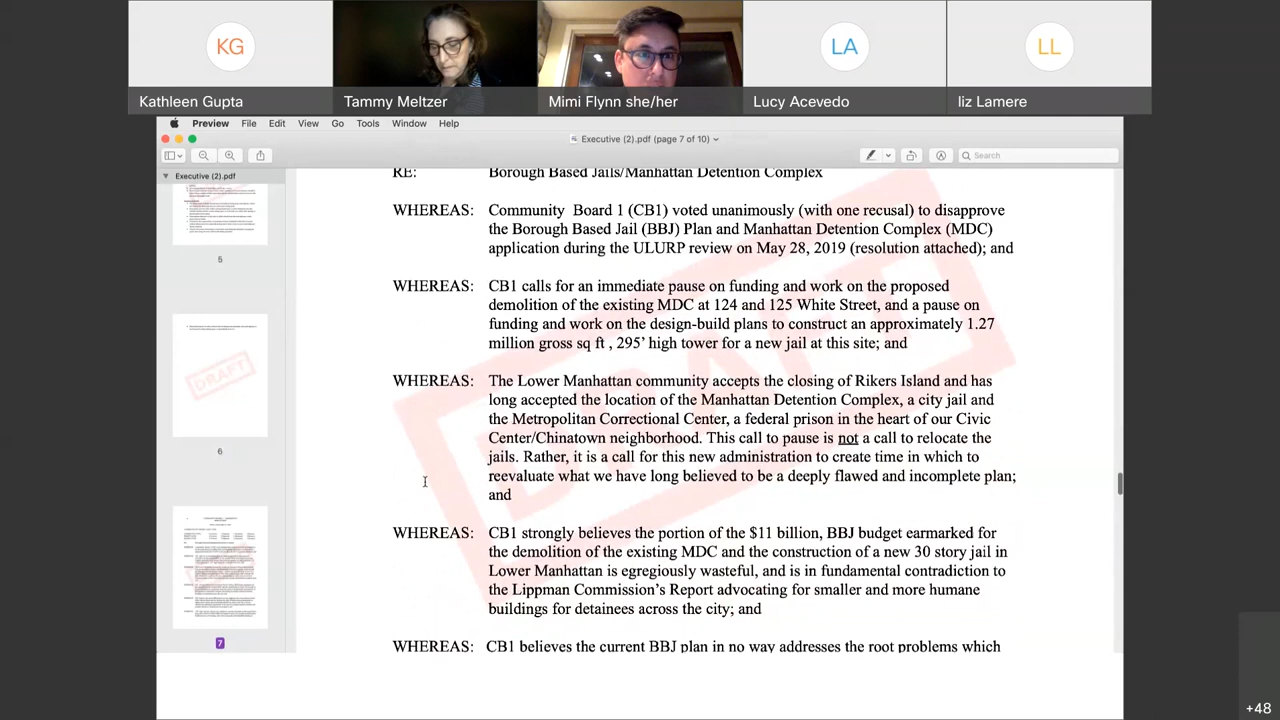 KG
LA
LL
Kathleen Gupta
Tammy Meltzer
Mimi Flynn she/her
Lucy Acevedo
liz Lamere
Preview File Edit View Go Tools Window Help
Executive (2).pdf (page 7 of 10)
Search
Executive (2).pdf
RE: Borough Based Jails/Manhattan Detention Complex
WHEREAS: Community Board 1 (CB1) voted unanimously (with one recusal) to disapprove
the Borough Based Jail (BBJ) Plan and Manhattan Detention Complex (MDC)
application during the ULURP review on May 28, 2019 (resolution attached); and
5
WHEREAS: CB1 calls for an immediate pause on funding and work on the proposed
demolition of the existing MDC at 124 and 125 White Street, and a pause on
funding and work on the design-build plans to construct an approximately 1.27
million gross sq ft , 295’ high tower for a new jail at this site; and
WHEREAS: The Lower Manhattan community accepts the closing of Rikers Island and has
long accepted the location of the Manhattan Detention Complex, a city jail and
the Metropolitan Correctional Center, a federal prison in the heart of our Civic
Center/Chinatown neighborhood. This call to pause is not a call to relocate the
jails. Rather, it is a call for this new administration to create time in which to
reevaluate what we have long believed to be a deeply flawed and incomplete plan;
and
6
WHEREAS: CB1 strongly believes the portion of the $11 billion, BBJ budget earmarked for
the demolition of the existing MDC and the construction of a new 30 story jail in
Lower Manhattan is egregiously wasteful, and is in fundamental contradiction to
the Lippman Commission report advocating for smaller and more humane
buildings for detainees across the city; and
WHEREAS: CB1 believes the current BBJ plan in no way addresses the root problems which
7
DRAFT
DRAFT
+48